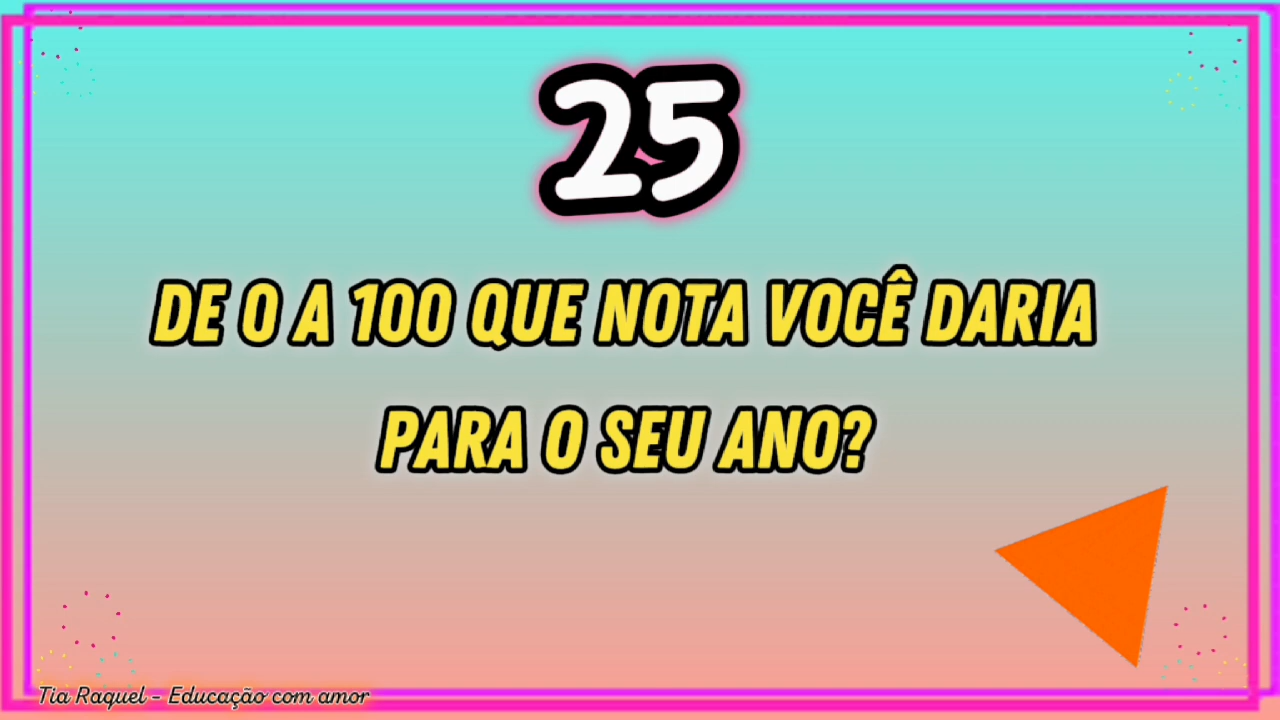 25
DE 0 A 100 QUE NOTA VOCÊ DARIA
PARA O SEU ANO?
Tia Raquel - Educação com amor